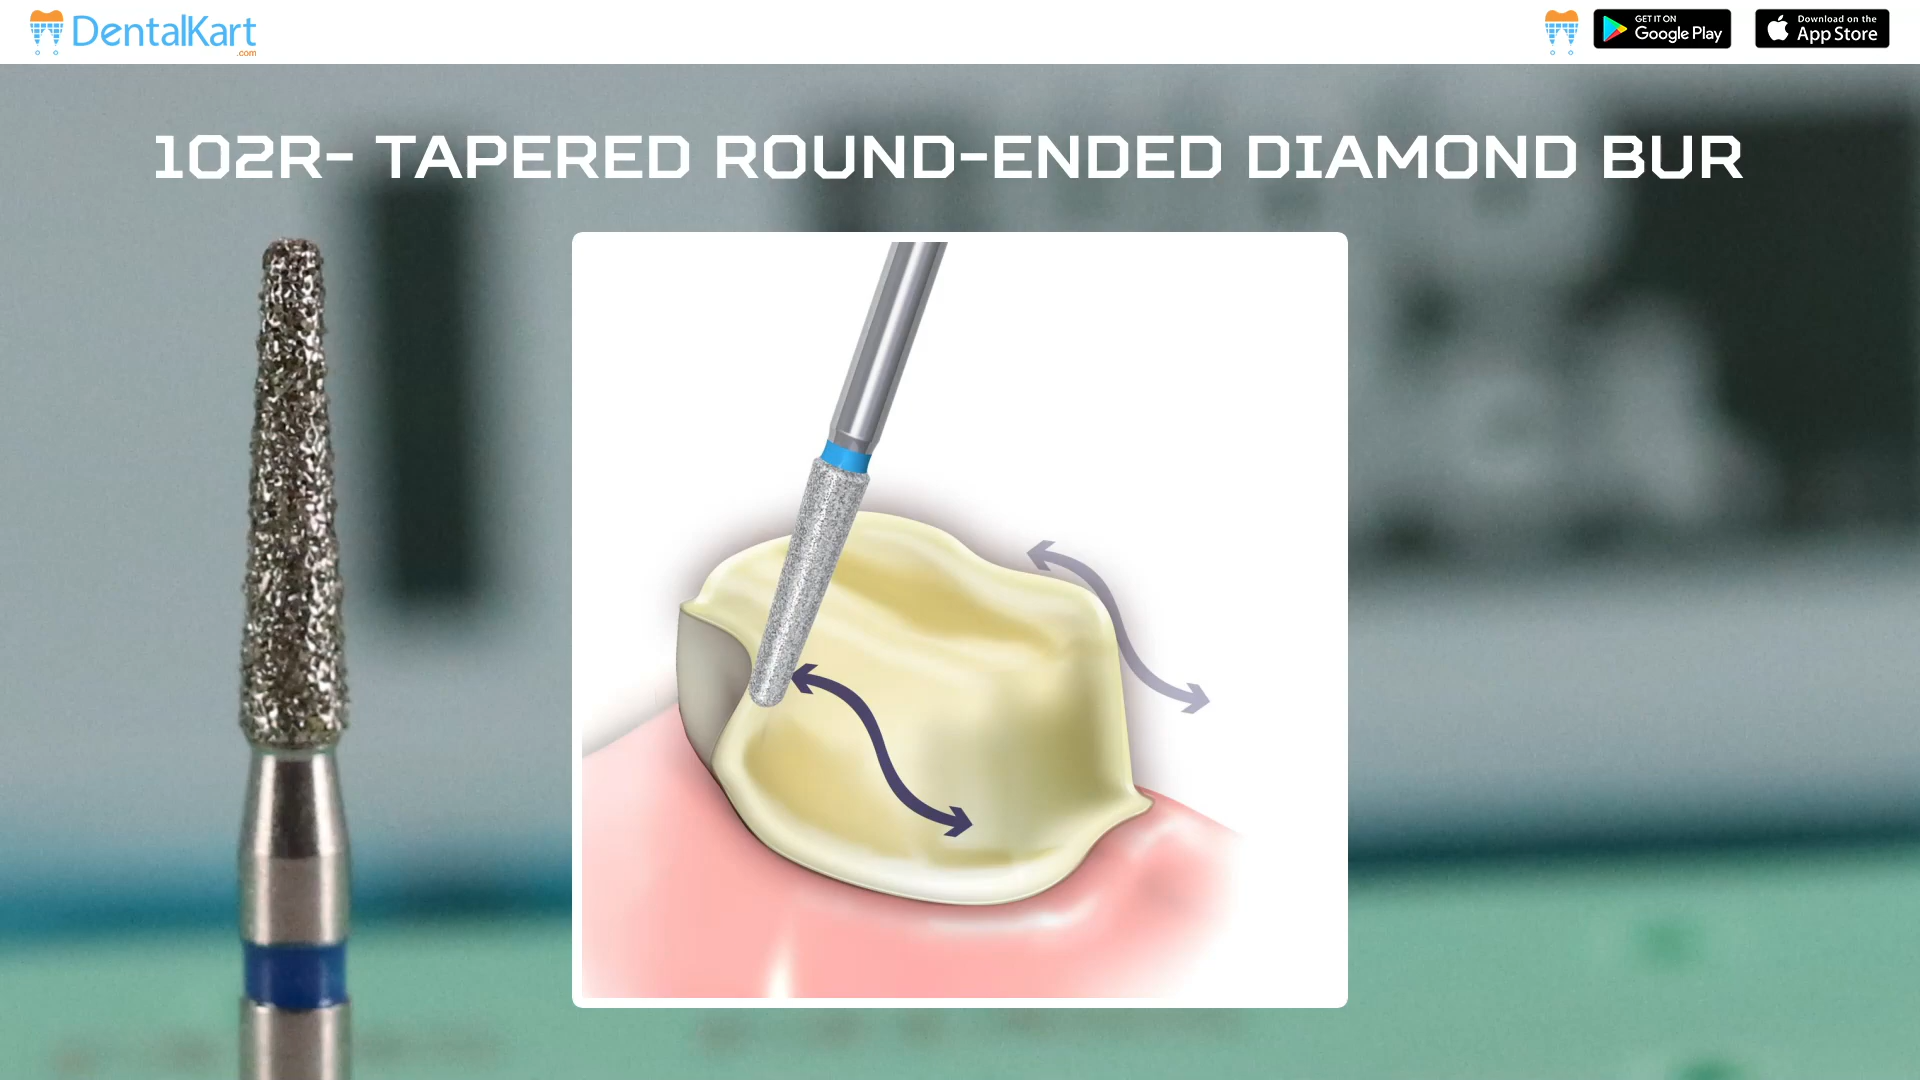 DentalKart
.com
GET IT ON
Google Play
Download on the
App Store
102R- TAPERED ROUND-ENDED DIAMOND BUR